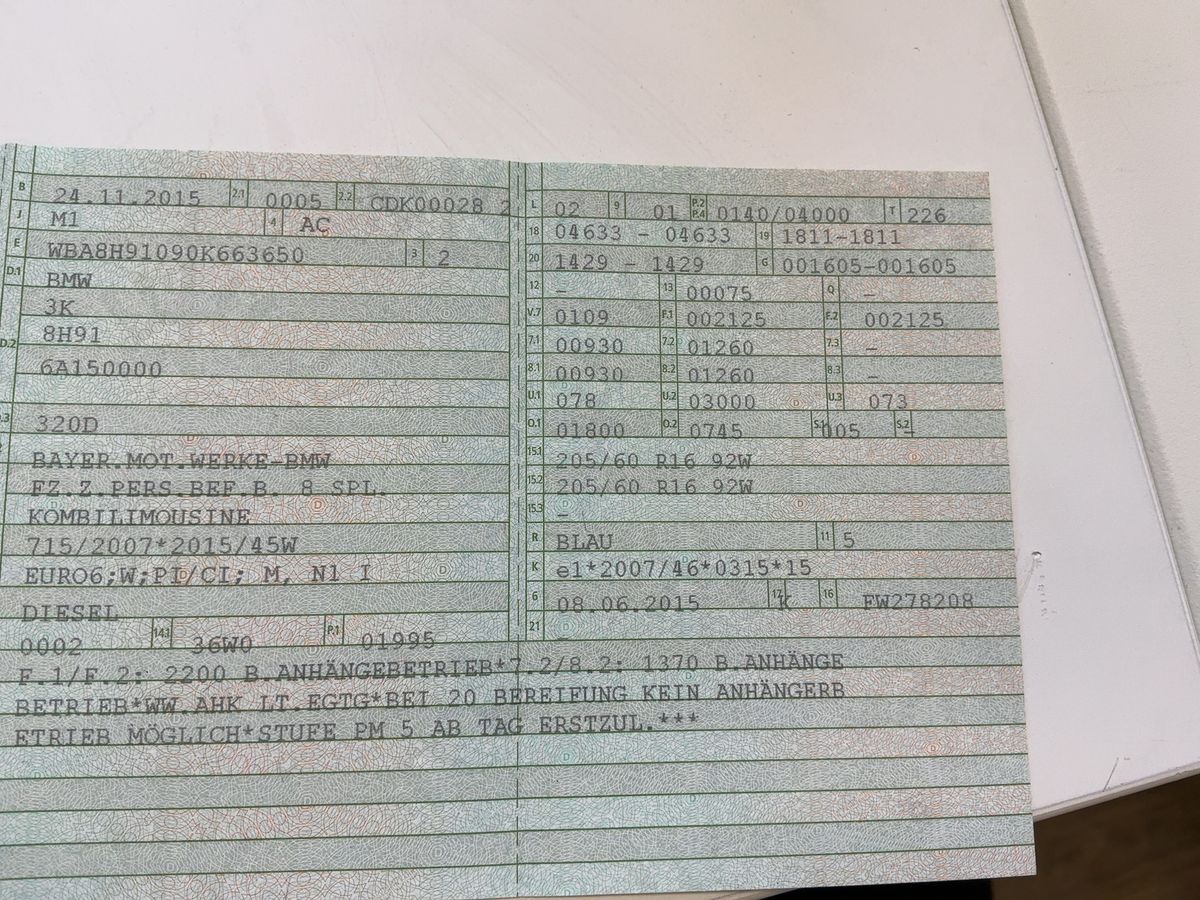 B 24.11.2015 2.1 0005 2.2 CDK00028 2
J M1 4 AC
E WBA8H91090K663650 3 2
D.1 BMW
3K
D.2 8H91
6A150000
.3 320D
BAYER.MOT.WERKE-BMW
FZ.Z.PERS.BEF.B. 8 SPL.
KOMBILIMOUSINE
715/2007*2015/45W
EURO6;W;PI/CI; M, N1 I
DIESEL
0002 14.1 36W0 P.1 01995
L 02 9 01 P.2 P.4 0140/04000 T 226
18 04633 - 04633 19 1811-1811
20 1429 - 1429 G 001605-001605
12 - 13 00075 Q -
V.7 0109 F.1 002125 F.2 002125
7.1 00930 7.2 01260 7.3 -
8.1 00930 8.2 01260 8.3 -
U.1 078 U.2 03000 U.3 073
O.1 01800 O.2 0745 S.1 005 S.2 -
15.1 205/60 R16 92W
15.2 205/60 R16 92W
15.3 -
R BLAU 11 5
K e1*2007/46*0315*15
6 08.06.2015 17 K 16 FW278208
21 -
F.1/F.2: 2200 B.ANHÄNGEBETRIEB*7.2/8.2: 1370 B.ANHÄNGE
BETRIEB*WW.AHK LT.EGTG*BEI 20 BEREIFUNG KEIN ANHÄNGERB
ETRIEB MÖGLICH*STUFE PM 5 AB TAG ERSTZUL.***